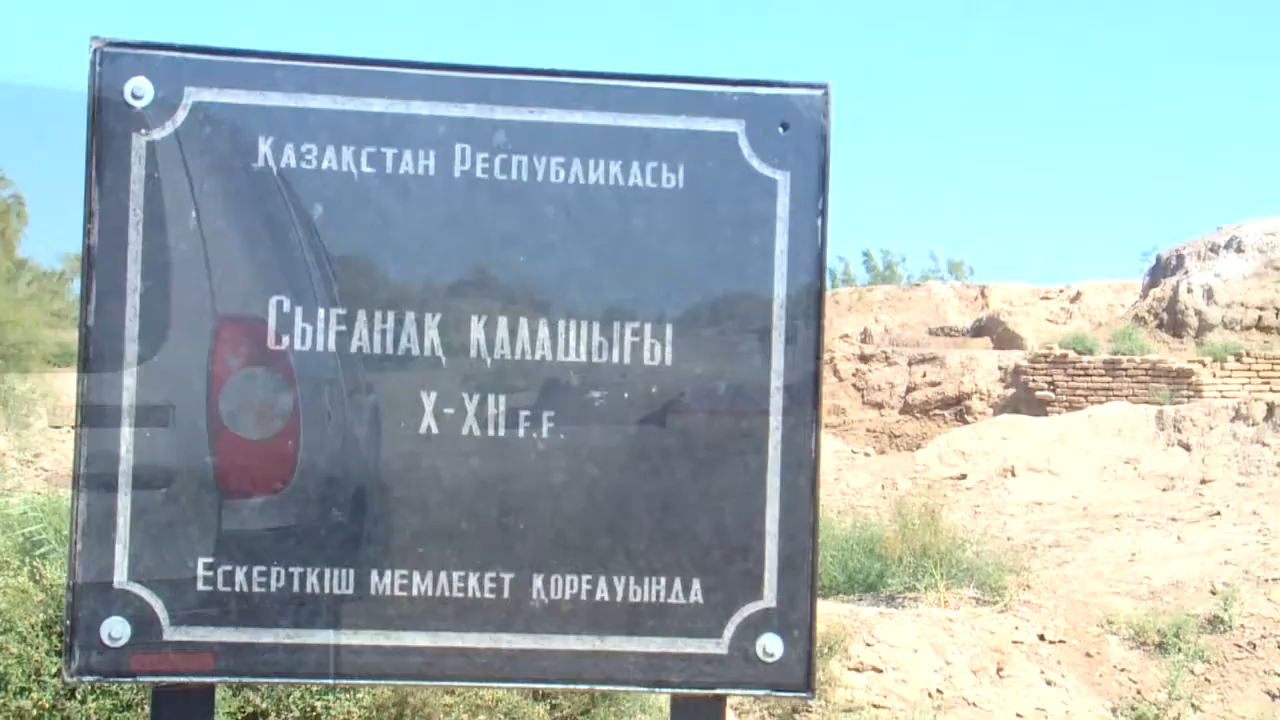 Қазақстан Республикасы
Сығанақ қалашығы
X-XII ғ.ғ.
Ескерткіш мемлекет қорғауында